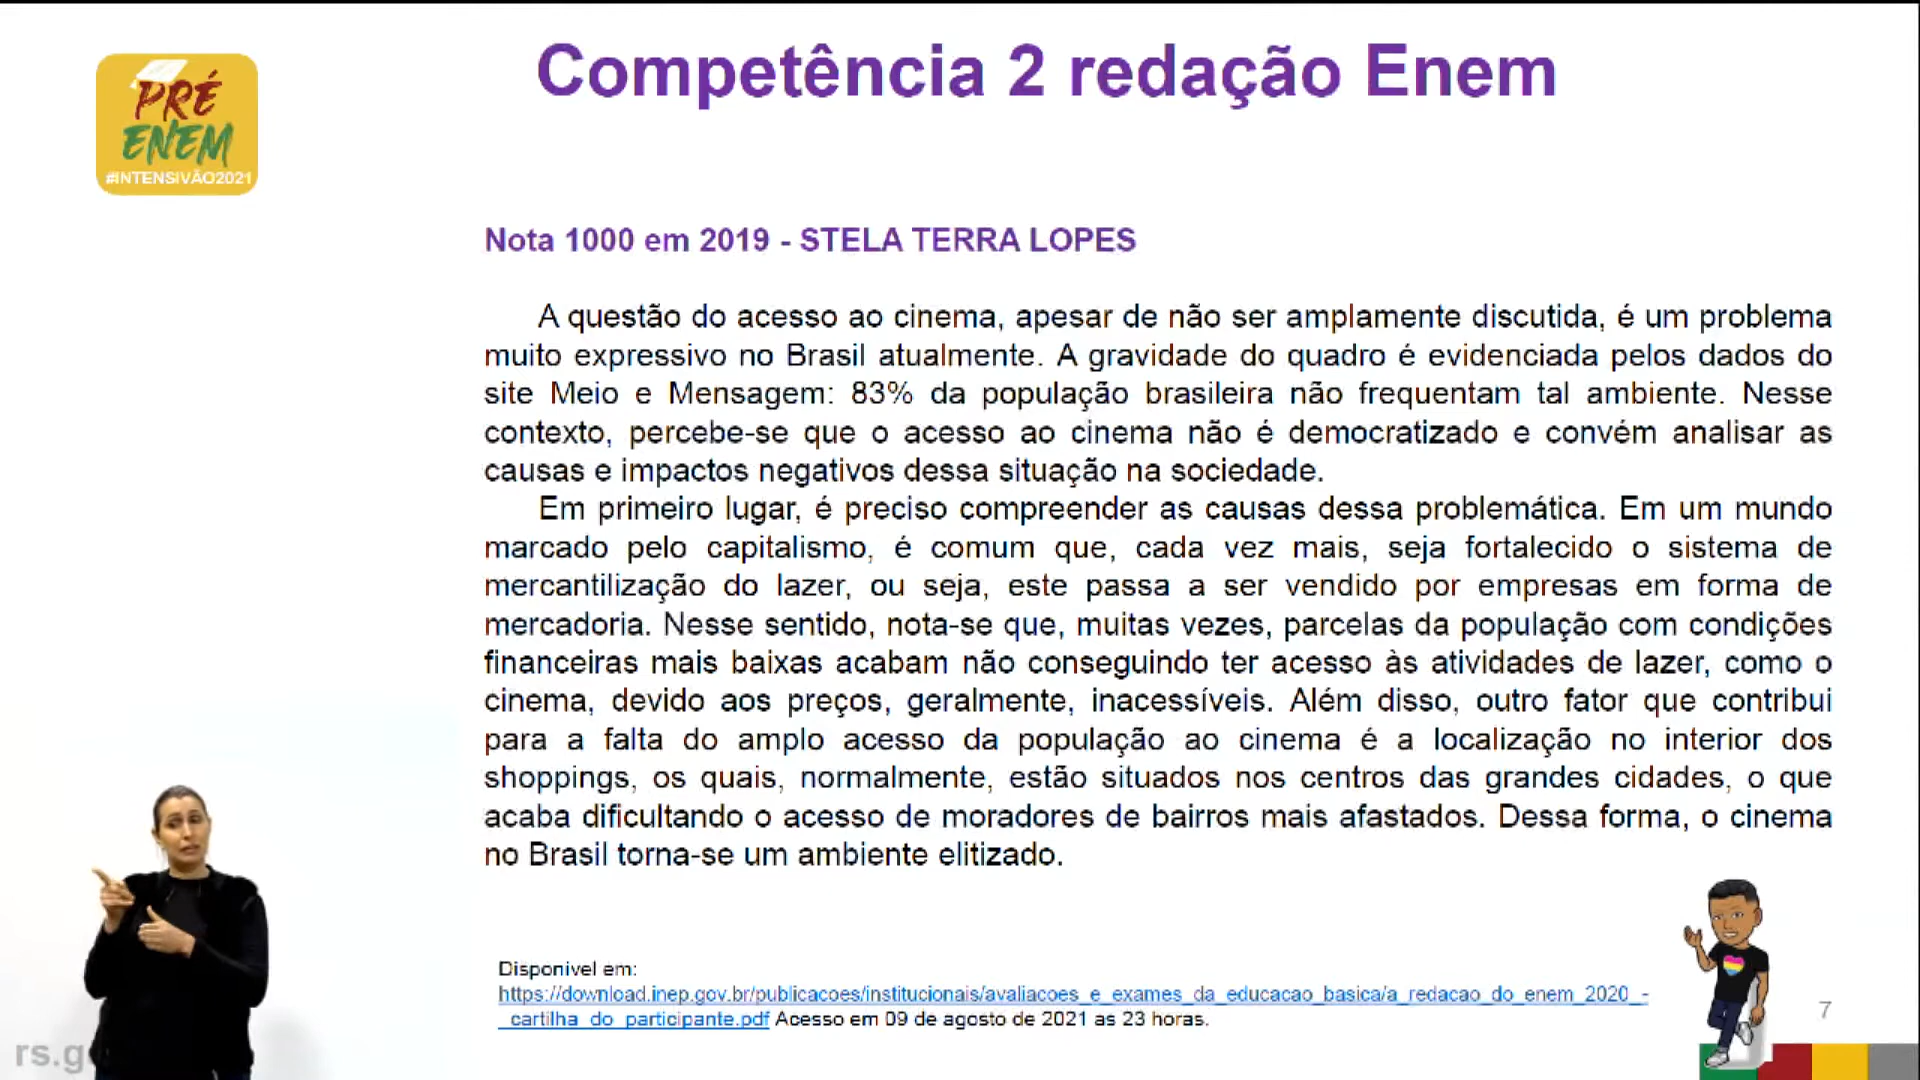 Competência 2 redação Enem
PRÉ
ENEM
#INTENSIVÃO2021
Nota 1000 em 2019 - STELA TERRA LOPES
A questão do acesso ao cinema, apesar de não ser amplamente discutida, é um problema
muito expressivo no Brasil atualmente. A gravidade do quadro é evidenciada pelos dados do
site Meio e Mensagem: 83% da população brasileira não frequentam tal ambiente. Nesse
contexto, percebe-se que o acesso ao cinema não é democratizado e convém analisar as
causas e impactos negativos dessa situação na sociedade.
Em primeiro lugar, é preciso compreender as causas dessa problemática. Em um mundo
marcado pelo capitalismo, é comum que, cada vez mais, seja fortalecido o sistema de
mercantilização do lazer, ou seja, este passa a ser vendido por empresas em forma de
mercadoria. Nesse sentido, nota-se que, muitas vezes, parcelas da população com condições
financeiras mais baixas acabam não conseguindo ter acesso às atividades de lazer, como o
cinema, devido aos preços, geralmente, inacessíveis. Além disso, outro fator que contribui
para a falta do amplo acesso da população ao cinema é a localização no interior dos
shoppings, os quais, normalmente, estão situados nos centros das grandes cidades, o que
acaba dificultando o acesso de moradores de bairros mais afastados. Dessa forma, o cinema
no Brasil torna-se um ambiente elitizado.
Disponivel em:
https://download.inep.gov.br/publicacoes/institucionais/avaliacoes_e_exames_da_educacao_basica/a_redacao_do_enem_2020_-
_cartilha_do_participante.pdf Acesso em 09 de agosto de 2021 as 23 horas.
7
rs.g